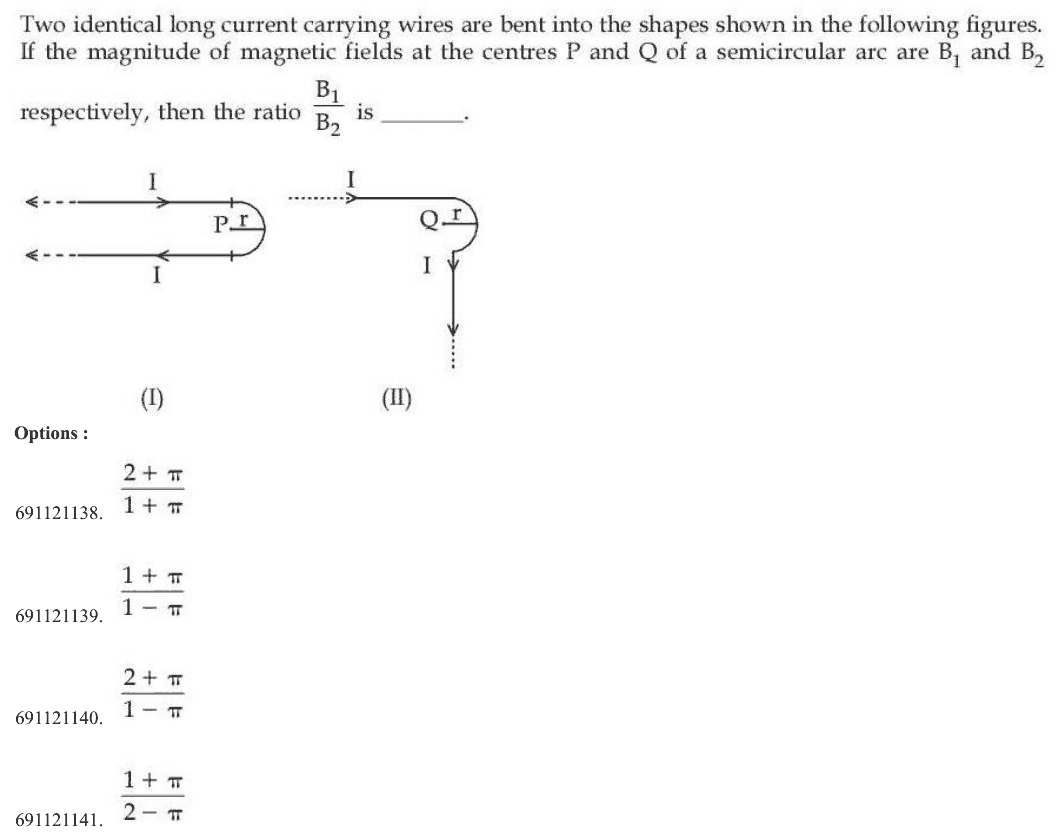 Two identical long current carrying wires are bent into the shapes shown in the following figures.
If the magnitude of magnetic fields at the centres P and Q of a semicircular arc are B₁ and B₂
respectively, then the ratio B₁/B₂ is ______.
I
I
P r
Q r
I
I
(I)
(II)
Options :
691121138. (2 + π)/(1 + π)
691121139. (1 + π)/(1 − π)
691121140. (2 + π)/(1 − π)
691121141. (1 + π)/(2 − π)